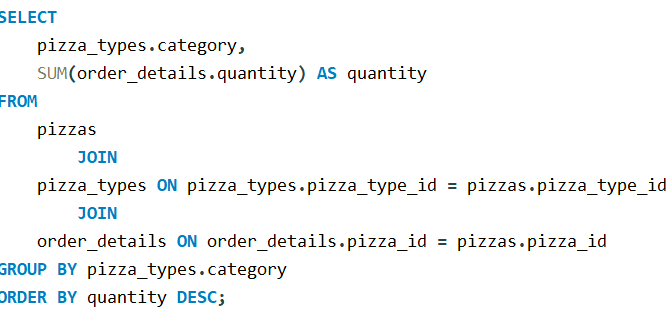 SELECT
pizza_types.category,
SUM(order_details.quantity) AS quantity
FROM
pizzas
JOIN
pizza_types ON pizza_types.pizza_type_id = pizzas.pizza_type_id
JOIN
order_details ON order_details.pizza_id = pizzas.pizza_id
GROUP BY pizza_types.category
ORDER BY quantity DESC;